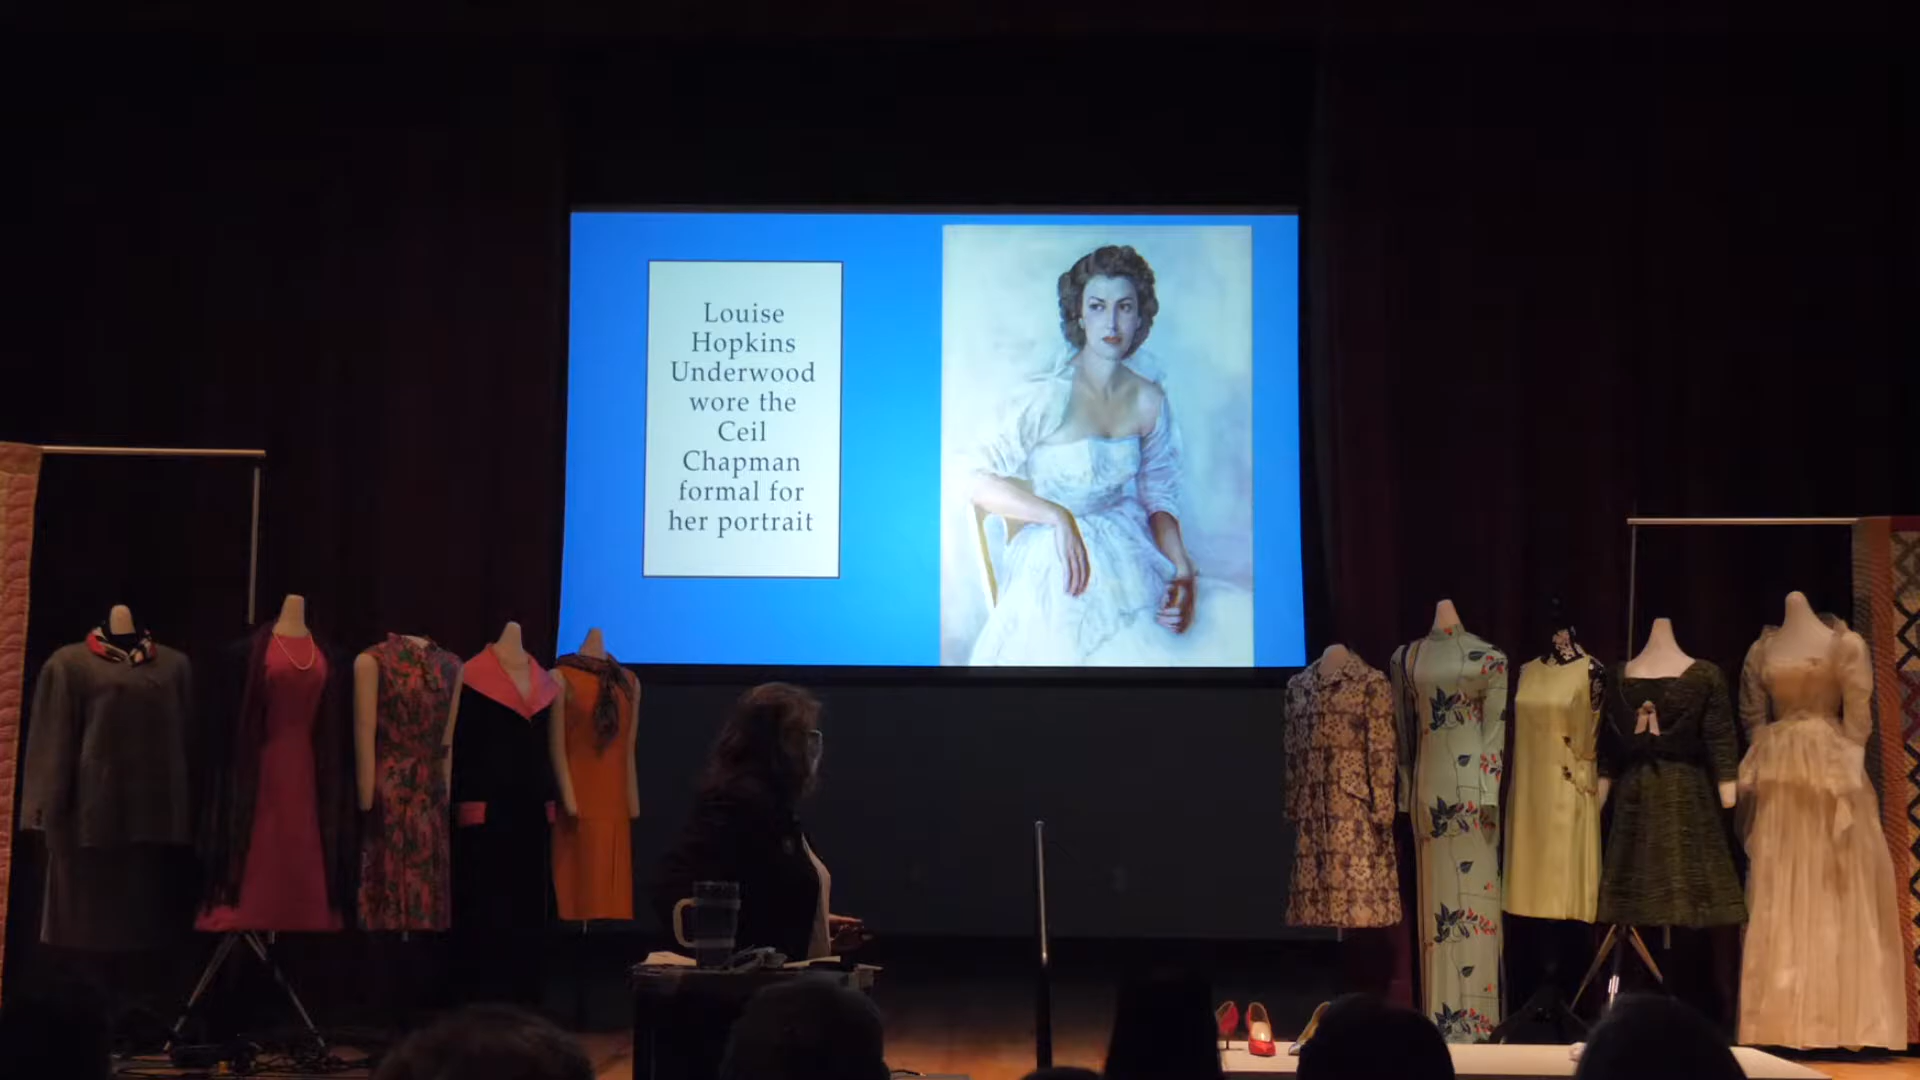 Louise
Hopkins
Underwood
wore the
Ceil
Chapman
formal for
her portrait